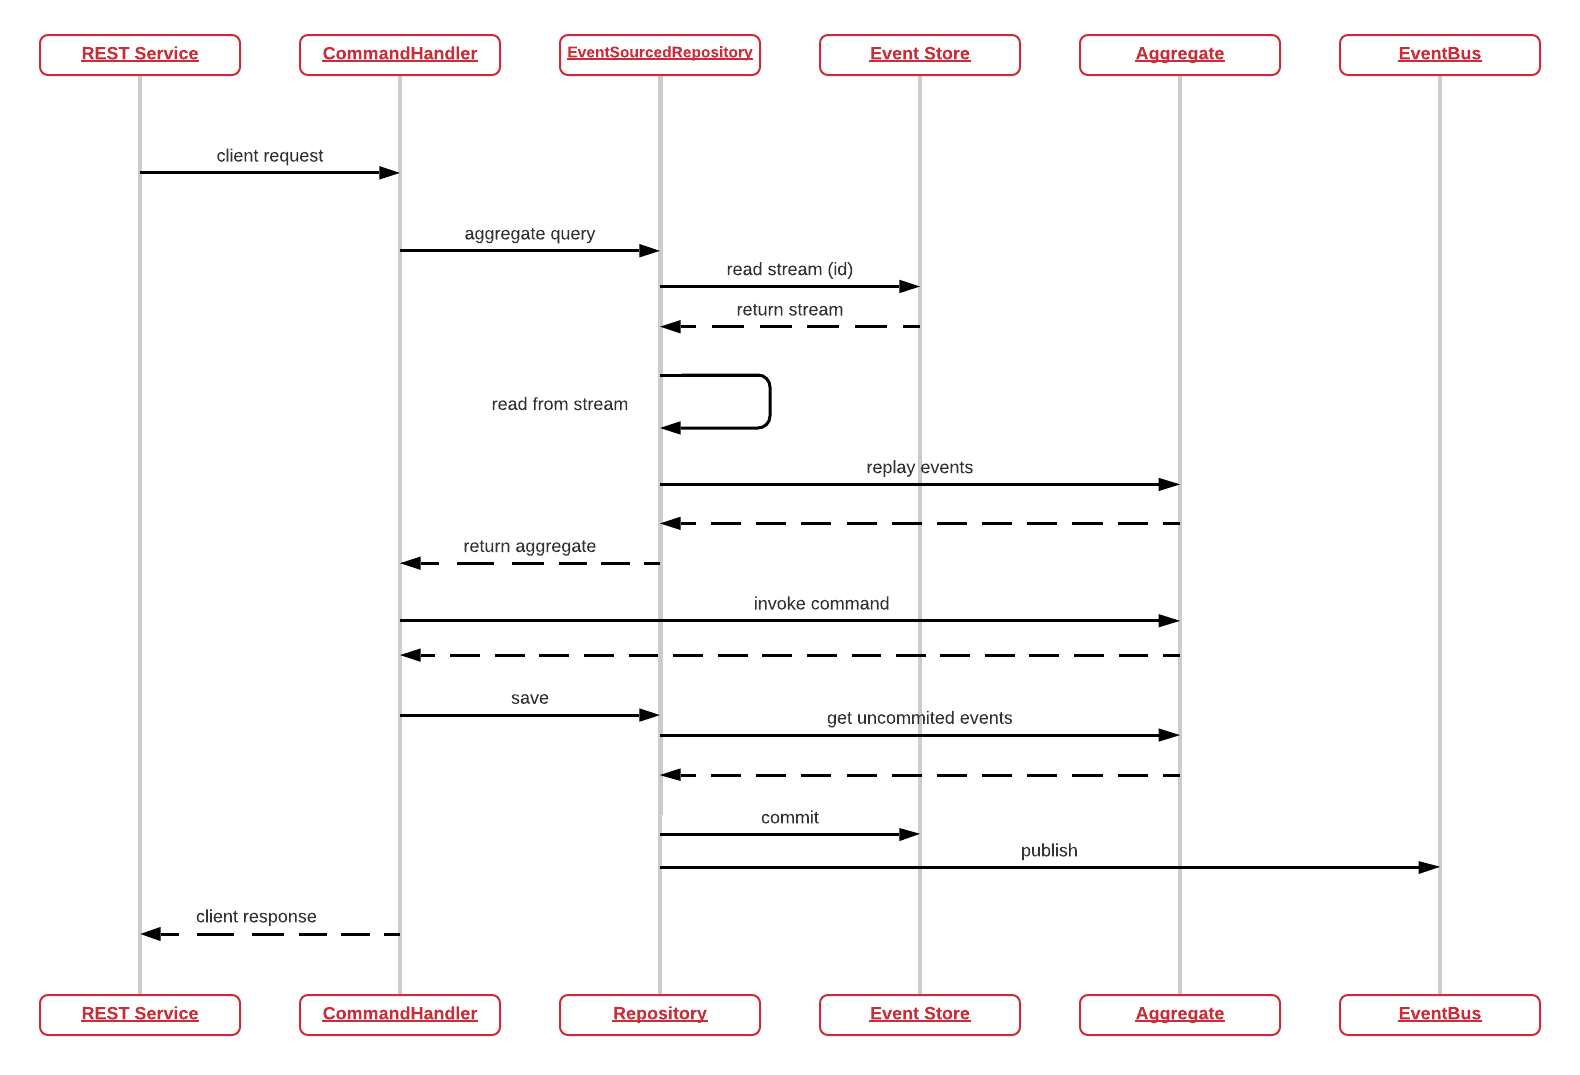 REST Service
CommandHandler
EventSourcedRepository
Event Store
Aggregate
EventBus
client request
aggregate query
read stream (id)
return stream
read from stream
replay events
return aggregate
invoke command
save
get uncommited events
commit
publish
client response
REST Service
CommandHandler
Repository
Event Store
Aggregate
EventBus